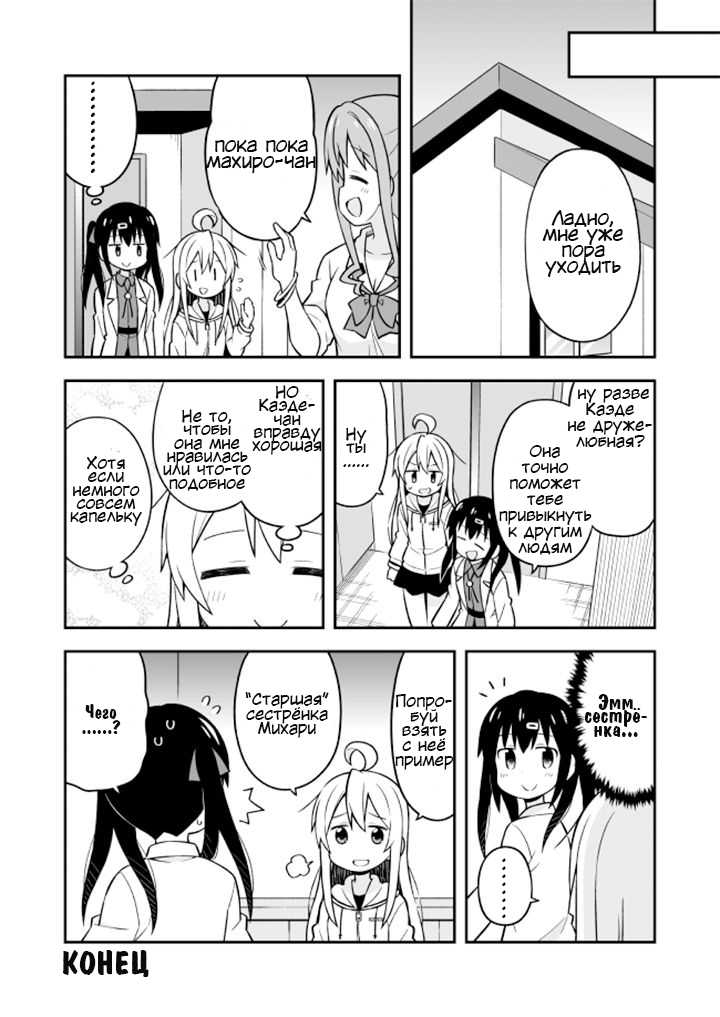 Ладно,
мне уже
пора
уходить
пока пока
махиро-чан
........
ну разве
Каэде
не друже-
любная?
Она
точно
поможет
тебе
привыкнуть
к другим
людям
Ну
ты
......
НО
Каэде-
чан
вправду
хорошая
Не то,
чтобы
она мне
нравилась
или что-то
подобное
Хотя
если
немного
совсем
капельку
Эмм..
сестрё-
нка...
......
Попро-
буй
взять
с неё
пример
"Старшая"
сестрёнка
Михари
Чего
......?
КОНЕЦ